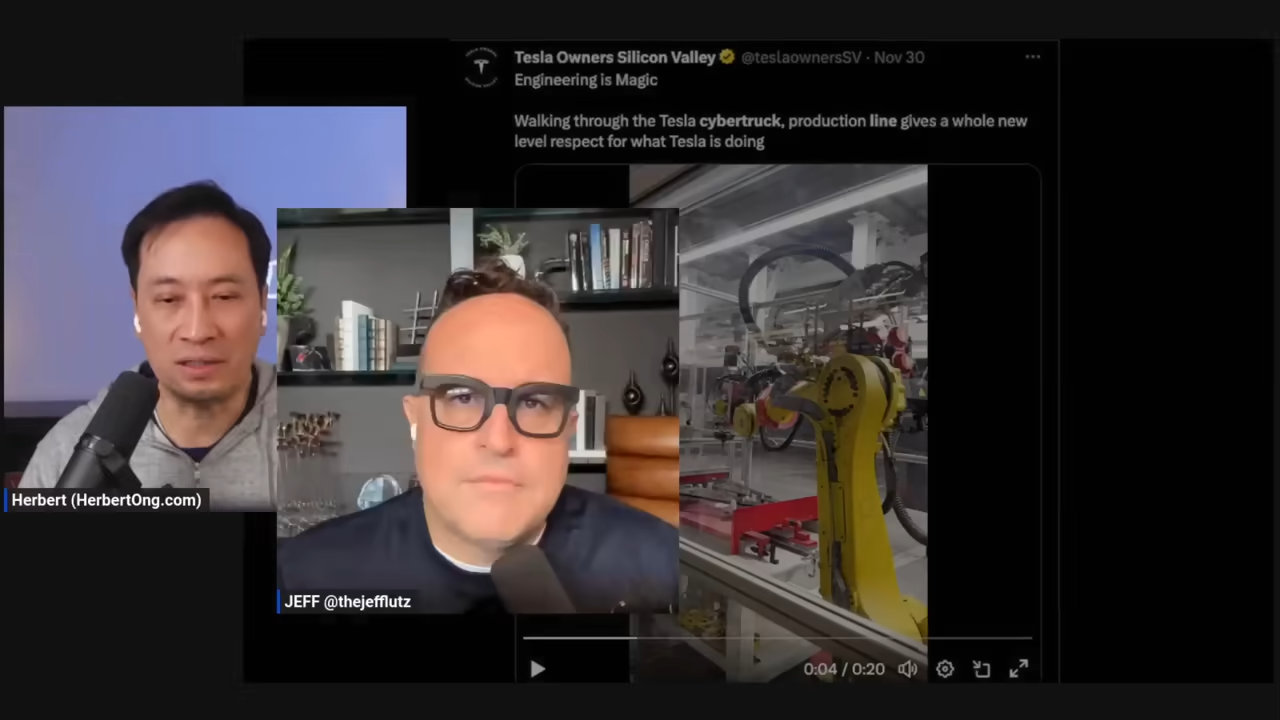 Tesla Owners Silicon Valley @teslaownersSV · Nov 30
Engineering is Magic
Walking through the Tesla cybertruck, production line gives a whole new
level respect for what Tesla is doing
Herbert (HerbertOng.com)
JEFF @thejefflutz
0:04 / 0:20